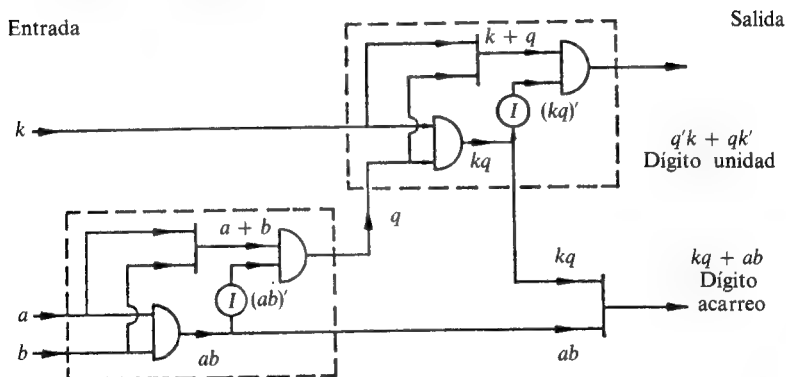 Entrada
Salida
k + q
I
(kq)'
k
kq
q'k + qk'
Dígito unidad
q
a + b
kq
kq + ab
Dígito
acarreo
I
(ab)'
a
b
ab
ab